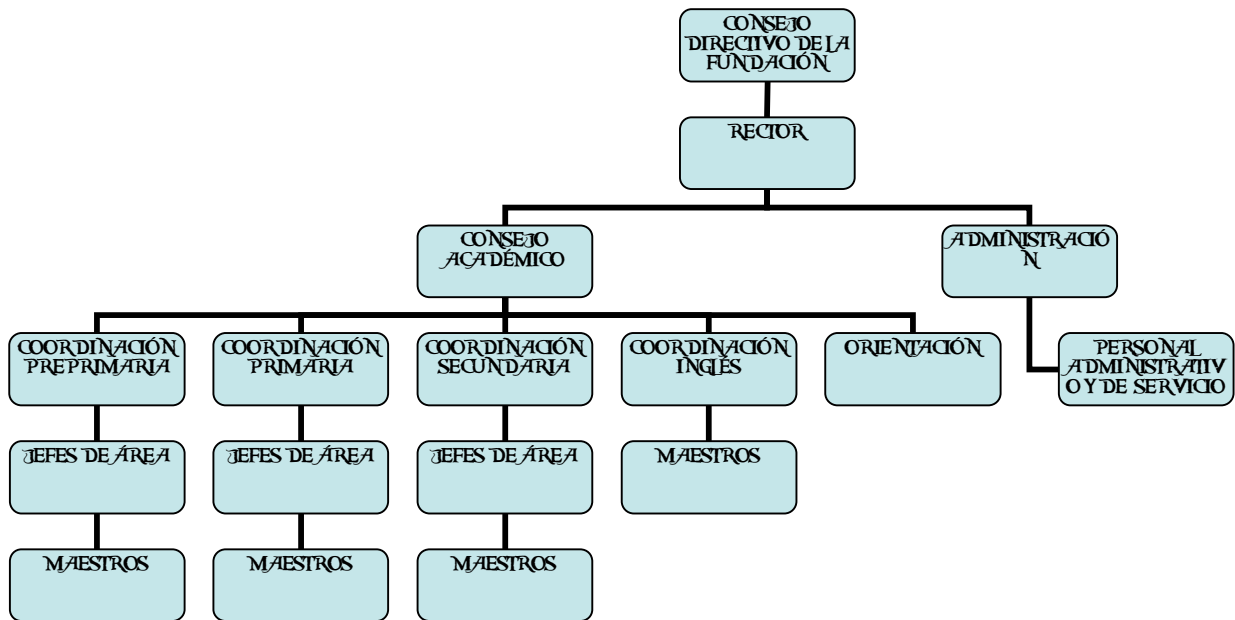 CONSEJO
DIRECTIVO DE LA
FUNDACIÓN
RECTOR
CONSEJO
ACADÉMICO
ADMINISTRACIÓ
N
COORDINACIÓN
PREPRIMARIA
COORDINACIÓN
PRIMARIA
COORDINACIÓN
SECUNDARIA
COORDINACIÓN
INGLÉS
ORIENTACIÓN
PERSONAL
ADMINISTRATIV
O Y DE SERVICIO
JEFES DE ÁREA
JEFES DE ÁREA
JEFES DE ÁREA
MAESTROS
MAESTROS
MAESTROS
MAESTROS